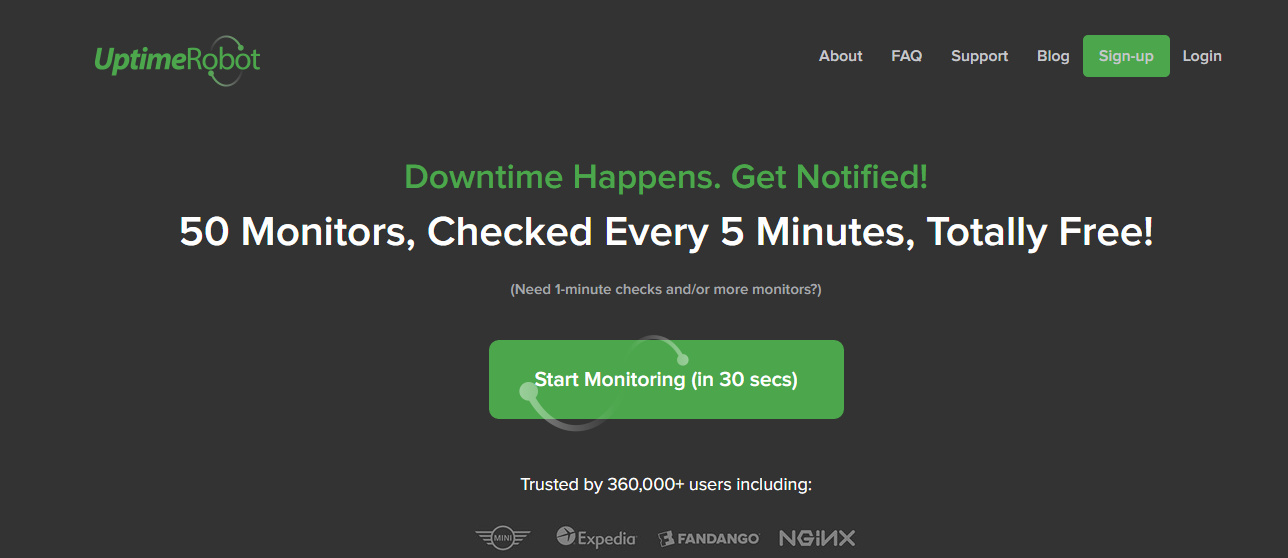 UptimeRobot
About FAQ Support Blog Sign-up Login
Downtime Happens. Get Notified!
50 Monitors, Checked Every 5 Minutes, Totally Free!
(Need 1-minute checks and/or more monitors?)
Start Monitoring (in 30 secs)
Trusted by 360,000+ users including:
MINI Expedia FANDANGO NGINX